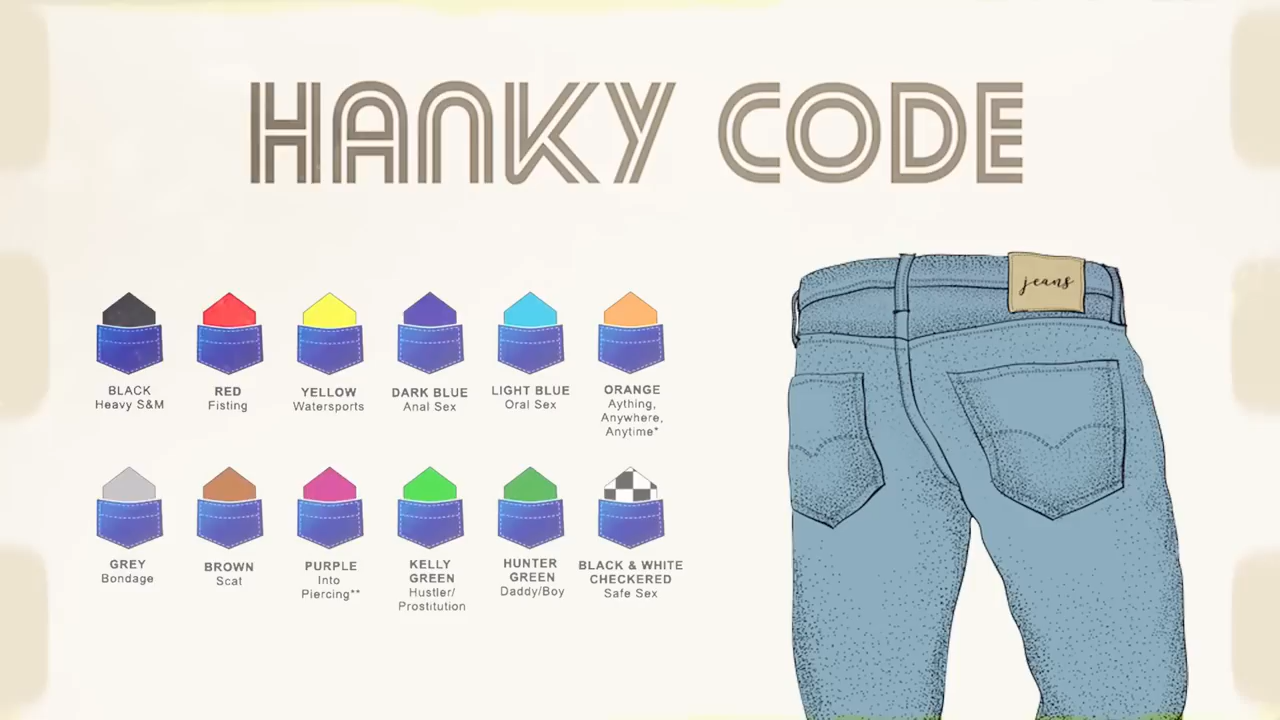 HANKY CODE
jeans
BLACK
Heavy S&M
RED
Fisting
YELLOW
Watersports
DARK BLUE
Anal Sex
LIGHT BLUE
Oral Sex
ORANGE
Aything,
Anywhere,
Anytime*
GREY
Bondage
BROWN
Scat
PURPLE
Into
Piercing**
KELLY
GREEN
Hustler/
Prostitution
HUNTER
GREEN
Daddy/Boy
BLACK & WHITE
CHECKERED
Safe Sex